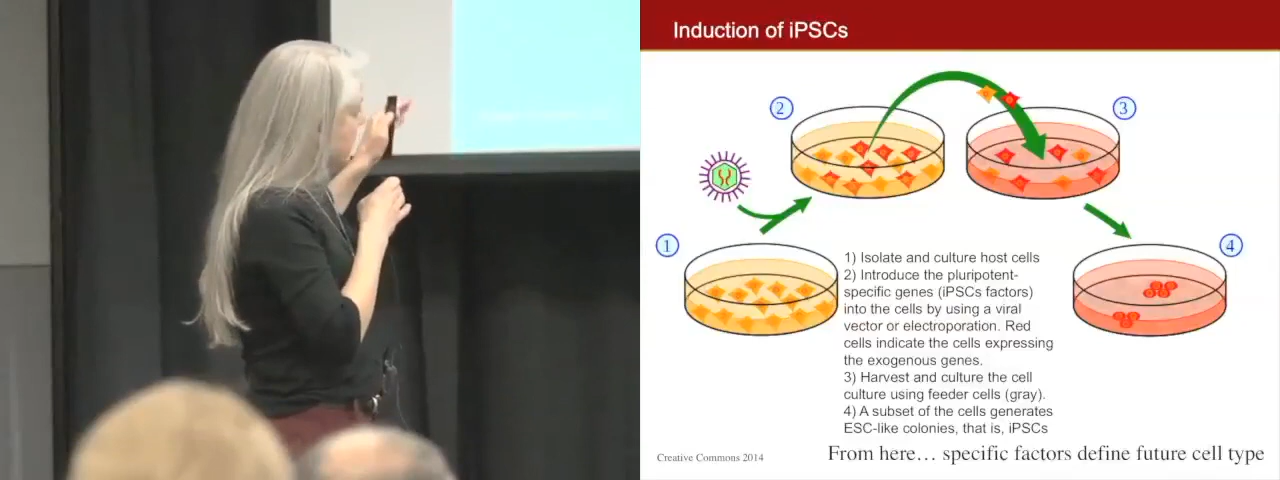 Induction of iPSCs
2
3
1
4
1) Isolate and culture host cells
2) Introduce the pluripotent-
specific genes (iPSCs factors)
into the cells by using a viral
vector or electroporation. Red
cells indicate the cells expressing
the exogenous genes.
3) Harvest and culture the cell
culture using feeder cells (gray).
4) A subset of the cells generates
ESC-like colonies, that is, iPSCs
Creative Commons 2014
From here... specific factors define future cell type